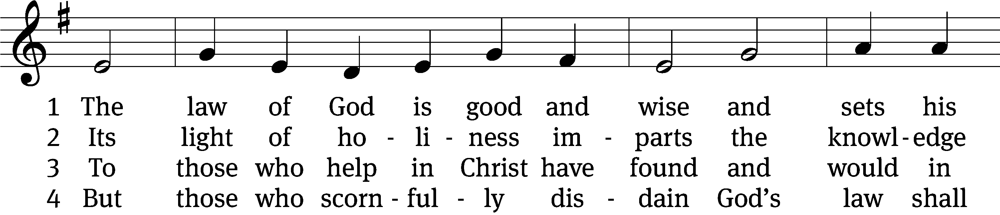 1 The law of God is good and wise and sets his
2 Its light of ho - li - ness im - parts the knowl - edge
3 To those who help in Christ have found and would in
4 But those who scorn - ful - ly dis - dain God's law shall